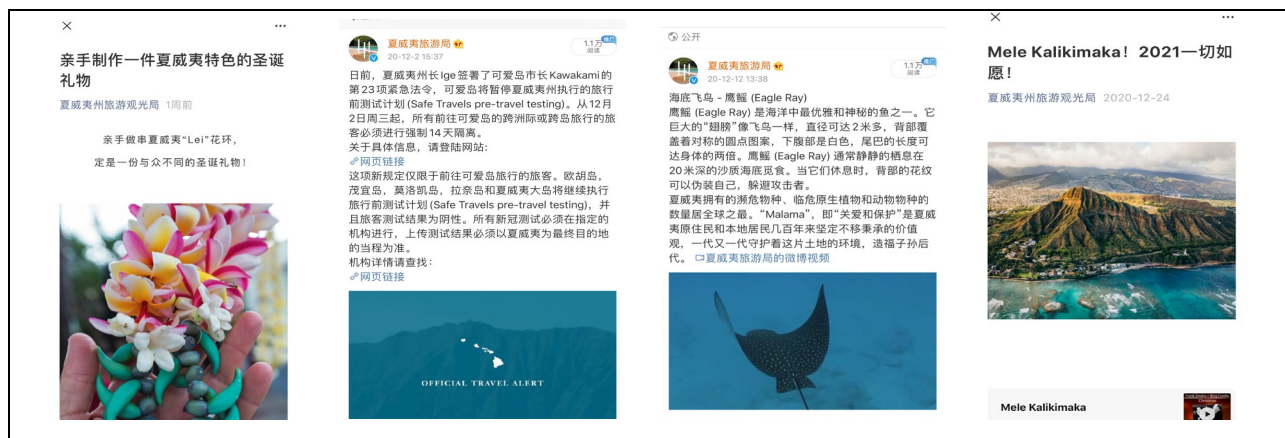 亲手制作一件夏威夷特色的圣诞
礼物
夏威夷州旅游观光局 1周前
亲手做串夏威夷“Lei”花环，
定是一份与众不同的圣诞礼物！
夏威夷旅游局
20-12-2 15:37
1.1万
阅读
推广
日前，夏威夷州长 Ige签署了可爱岛市长 Kawakami的
第23项紧急法令，可爱岛将暂停夏威夷州执行的旅行
前测试计划 (Safe Travels pre-travel testing)。从12月
2日周三起，所有前往可爱岛的跨洲际或跨岛旅行的旅
客必须进行强制14天隔离。
关于具体信息，请登陆网站：
网页链接
这项新规定仅限于前往可爱岛旅行的旅客。欧胡岛，
茂宜岛，莫洛凯岛，拉奈岛和夏威夷大岛将继续执行
旅行前测试计划 (Safe Travels pre-travel testing)，并
且旅客测试结果为阴性。所有新冠测试必须在指定的
机构进行，上传测试结果必须以夏威夷为最终目的地
的当程为准。
机构详情请查找：
网页链接
OFFICIAL TRAVEL ALERT
公开
夏威夷旅游局
20-12-12 13:38
1.1万
阅读
推广
海底飞鸟 - 鹰鳐 (Eagle Ray)
鹰鳐 (Eagle Ray) 是海洋中最优雅和神秘的鱼之一。它
巨大的“翅膀”像飞鸟一样，直径可达2米多，背部覆
盖着对称的圆点图案，下腹部是白色，尾巴的长度可
达身体的两倍。鹰鳐 (Eagle Ray) 通常静静的栖息在
20米深的沙质海底觅食。当它们休息时，背部的花纹
可以伪装自己，躲避攻击者。
夏威夷拥有的濒危物种、临危原生植物和动物物种的
数量居全球之最。“Malama”，即“关爱和保护”是夏威
夷原住民和本地居民几百年来坚定不移秉承的价值
观，一代又一代守护着这片土地的环境，造福子孙后
代。 夏威夷旅游局的微博视频
Mele Kalikimaka！2021一切如
愿！
夏威夷州旅游观光局 2020-12-24
Mele Kalikimaka